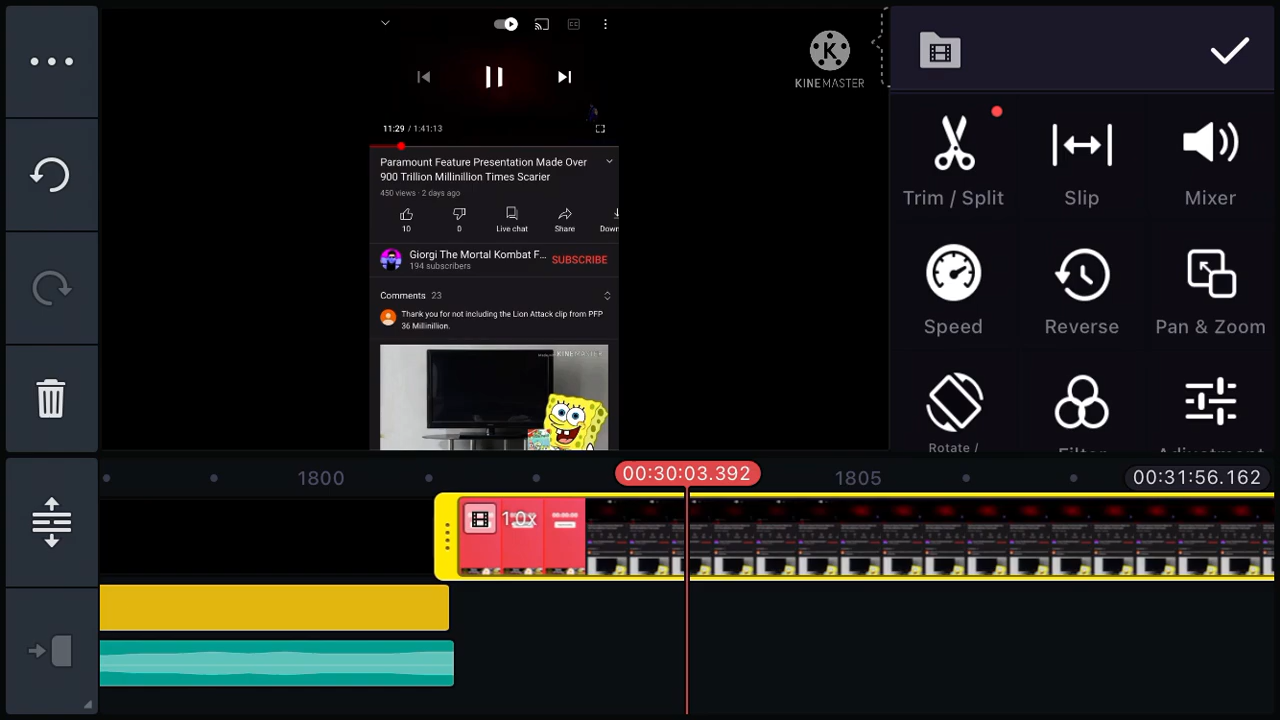 KINEMASTER
11:29 / 1:41:13
Paramount Feature Presentation Made Over
900 Trillion Millinillion Times Scarier
450 views · 2 days ago
10
0
Live chat
Share
Down
Giorgi The Mortal Kombat F...
194 subscribers
SUBSCRIBE
Comments 23
Thank you for not including the Lion Attack clip from PFP
36 Millinillion.
KINEMASTER
Trim / Split
Slip
Mixer
Speed
Reverse
Pan & Zoom
Rotate /
Filter
Adjustment
1800
00:30:03.392
1805
00:31:56.162
1.0x